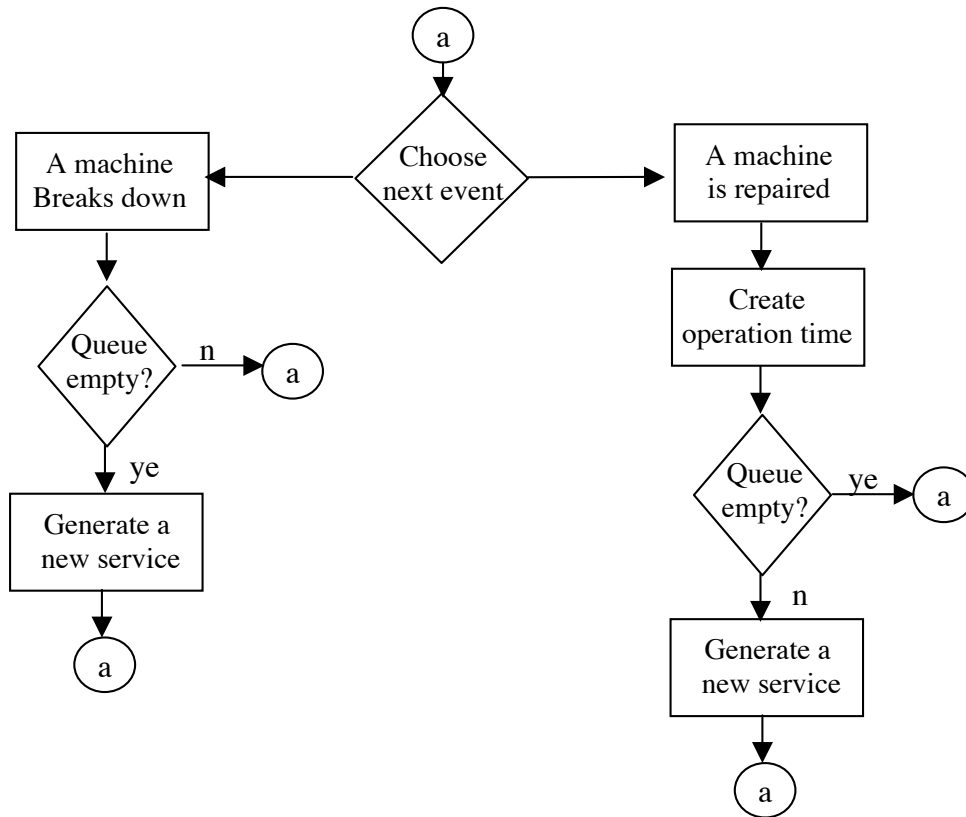 a
Choose
next event
A machine
Breaks down
Queue
empty?
n
a
ye
Generate a
new service
a
A machine
is repaired
Create
operation time
Queue
empty?
ye
a
n
Generate a
new service
a